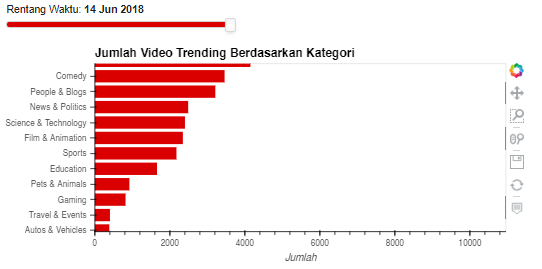 Rentang Waktu: 14 Jun 2018
Jumlah Video Trending Berdasarkan Kategori
Comedy
People & Blogs
News & Politics
Science & Technology
Film & Animation
Sports
Education
Pets & Animals
Gaming
Travel & Events
Autos & Vehicles
0 2000 4000 6000 8000 10000
Jumlah